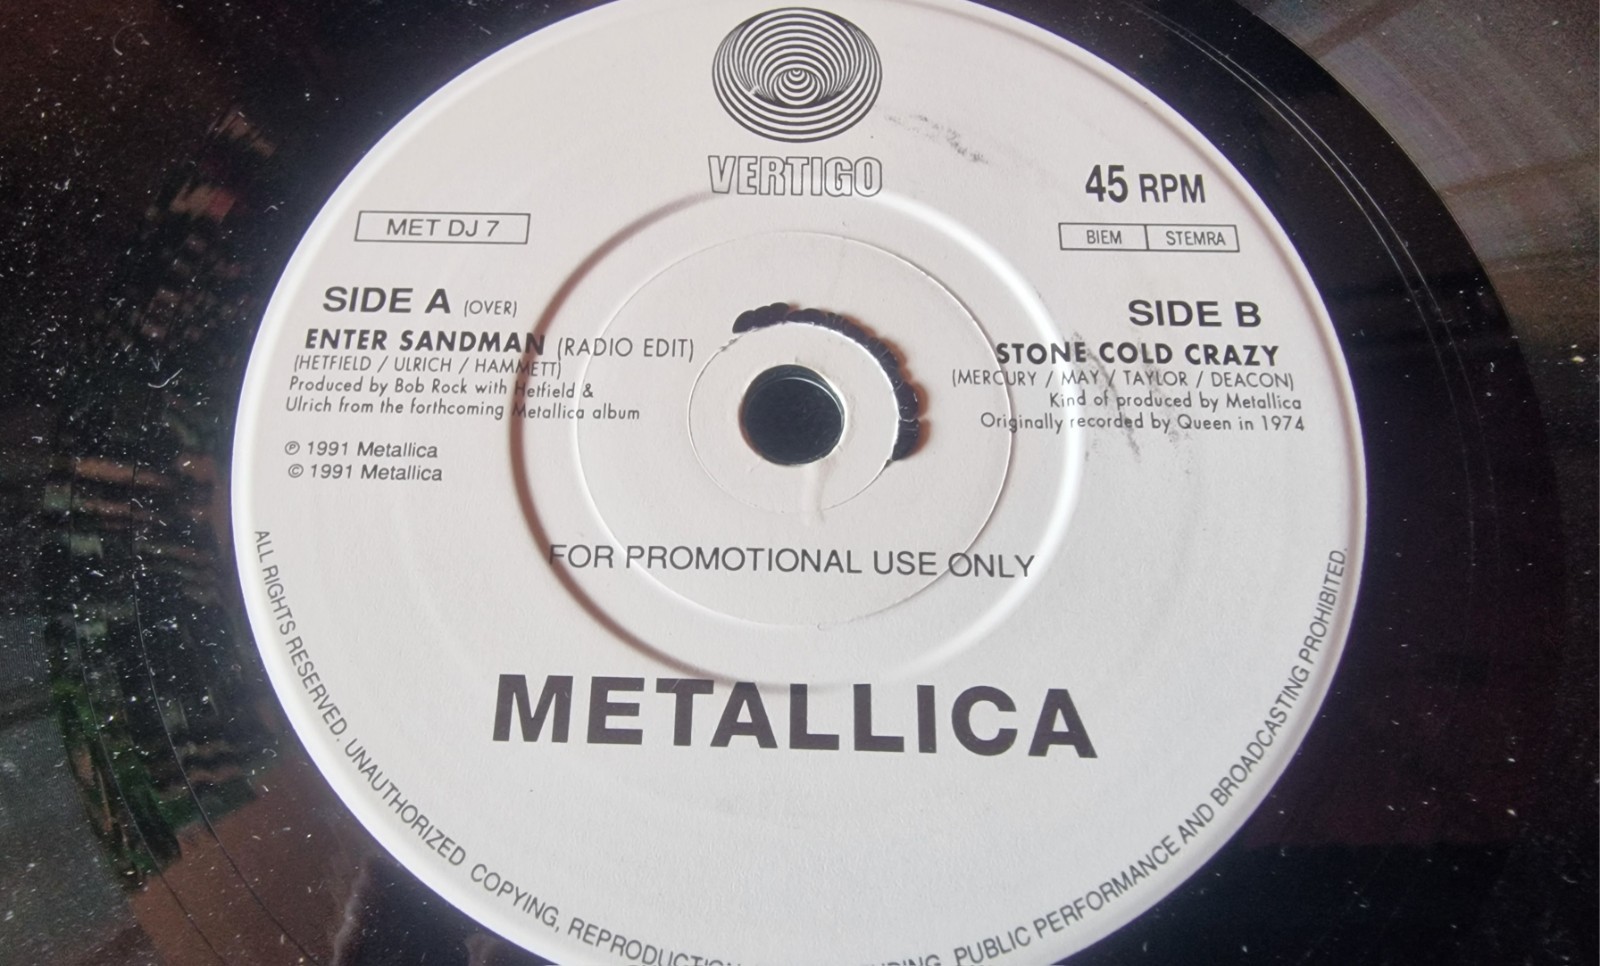 VERTIGO
45 RPM
MET DJ 7
BIEM STEMRA
SIDE A (OVER)
ENTER SANDMAN (RADIO EDIT)
(HETFIELD / ULRICH / HAMMETT)
Produced by Bob Rock with Hetfield &
Ulrich from the forthcoming Metallica album
℗ 1991 Metallica
© 1991 Metallica
SIDE B
STONE COLD CRAZY
(MERCURY / MAY / TAYLOR / DEACON)
Kind of produced by Metallica
Originally recorded by Queen in 1974
FOR PROMOTIONAL USE ONLY
METALLICA
ALL RIGHTS RESERVED. UNAUTHORIZED COPYING, PUBLIC PERFORMANCE AND BROADCASTING PROHIBITED.